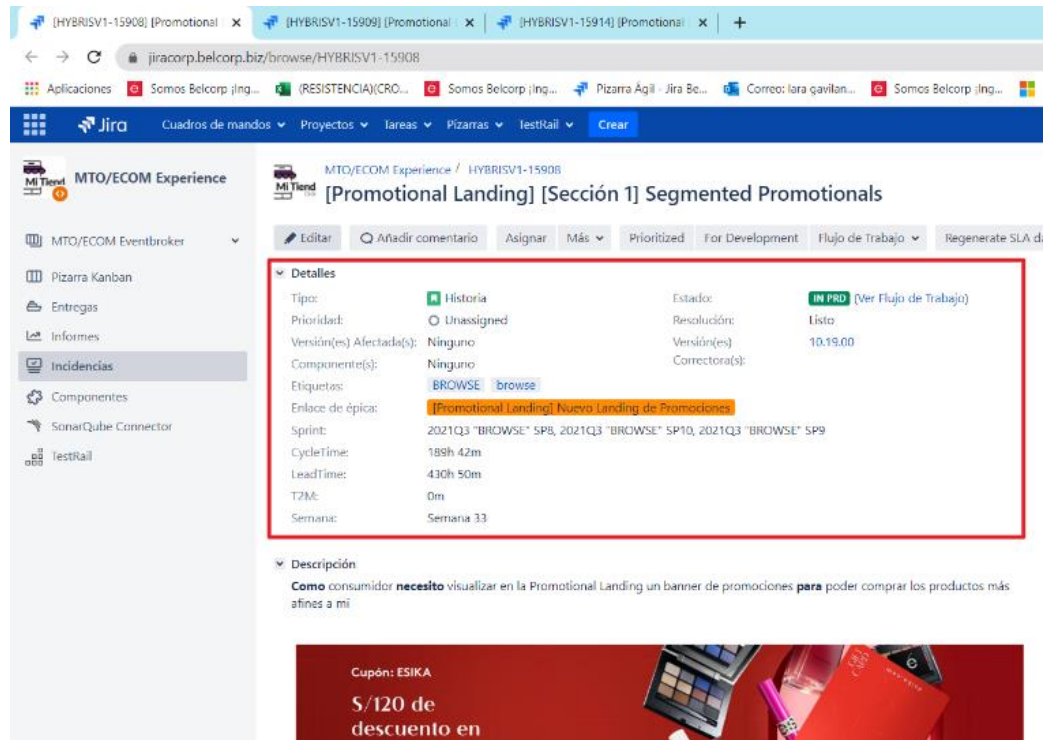 [HYBRISV1-15908] [Promotional
[HYBRISV1-15909] [Promotional
[HYBRISV1-15914] [Promotional
jiracorp.belcorp.biz/browse/HYBRISV1-15908
Aplicaciones Somos Belcorp ¡Ing... (RESISTENCIA)(CRO... Somos Belcorp ¡Ing... Pizarra Ágil - Jira Be... Correo: lara gavilan... Somos Belcorp ¡Ing...
Jira Cuadros de mandos Proyectos Tareas Pizarras TestRail Crear
Mi Tiend
MTO/ECOM Experience
MTO/ECOM Eventbroker
Pizarra Kanban
Entregas
Informes
Incidencias
Componentes
SonarQube Connector
TestRail
Mi Tiend
MTO/ECOM Experience / HYBRISV1-15908
[Promotional Landing] [Sección 1] Segmented Promotionals
Editar Añadir comentario Asignar Más Prioritized For Development Flujo de Trabajo Regenerate SLA da
Detalles
Tipo: Historia Estado: IN PRD (Ver Flujo de Trabajo)
Prioridad: Unassigned Resolución: Listo
Versión(es) Afectada(s): Ninguno Versión(es) 10.19.00
Componente(s): Ninguno Correctora(s):
Etiquetas: BROWSE browse
Enlace de épica: [Promotional Landing] Nuevo Landing de Promociones
Sprint: 2021Q3 "BROWSE" SP8, 2021Q3 "BROWSE" SP10, 2021Q3 "BROWSE" SP9
CycleTime: 189h 42m
LeadTime: 430h 50m
T2M: 0m
Semana: Semana 33
Descripción
Como consumidor necesito visualizar en la Promotional Landing un banner de promociones para poder comprar los productos más
afines a mi
Cupón: ESIKA
S/120 de
descuento en